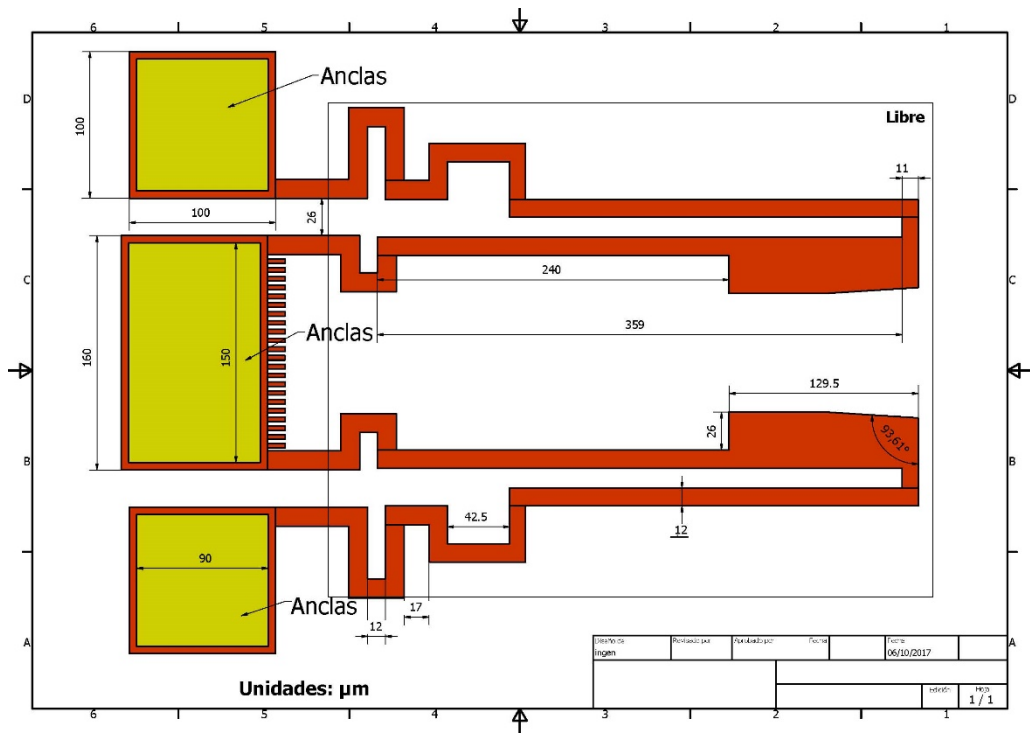 6 5 4 3 2 1
D
D
Anclas
Libre
100
11
100
26
C
C
240
Anclas
359
160
150
129.5
26
93,61°
B
B
42.5
12
90
Anclas
17
12
A
A
Diseño de
ingen
Revisado por
Aprobado por
Fecha
Fecha
06/10/2017
Unidades: µm
Edición
Hoja
1 / 1
6 5 4 3 2 1